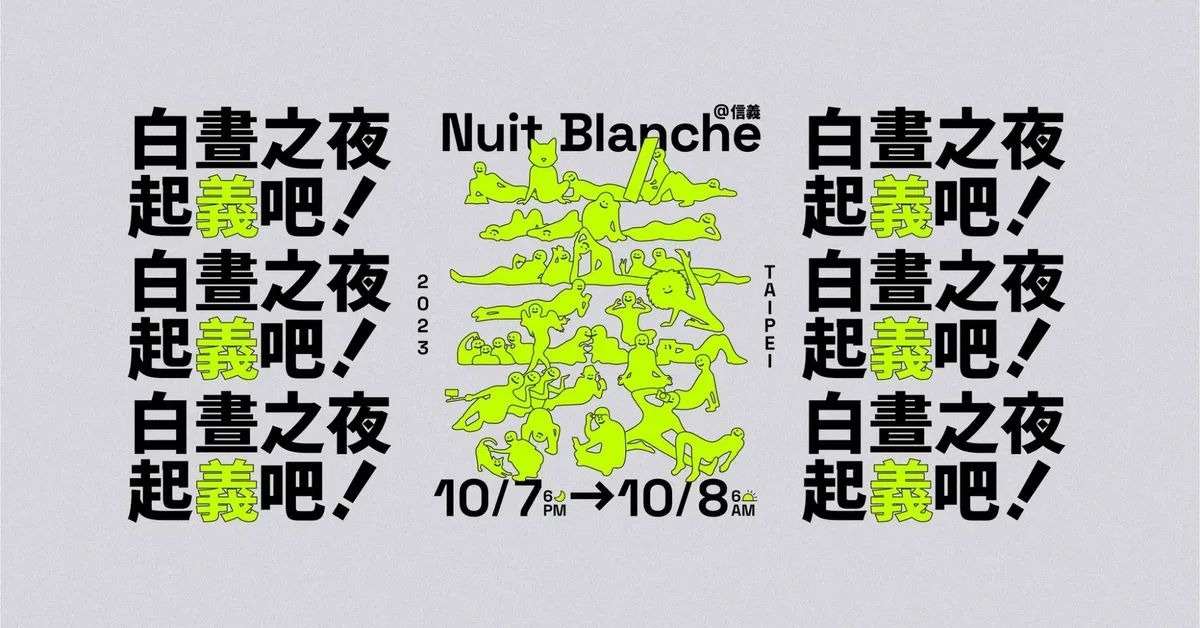 白晝之夜
起義吧！
白晝之夜
起義吧！
白晝之夜
起義吧！
@信義
Nuit Blanche
2023
TAIPEI
10/7 6PM → 10/8 6AM
白晝之夜
起義吧！
白晝之夜
起義吧！
白晝之夜
起義吧！